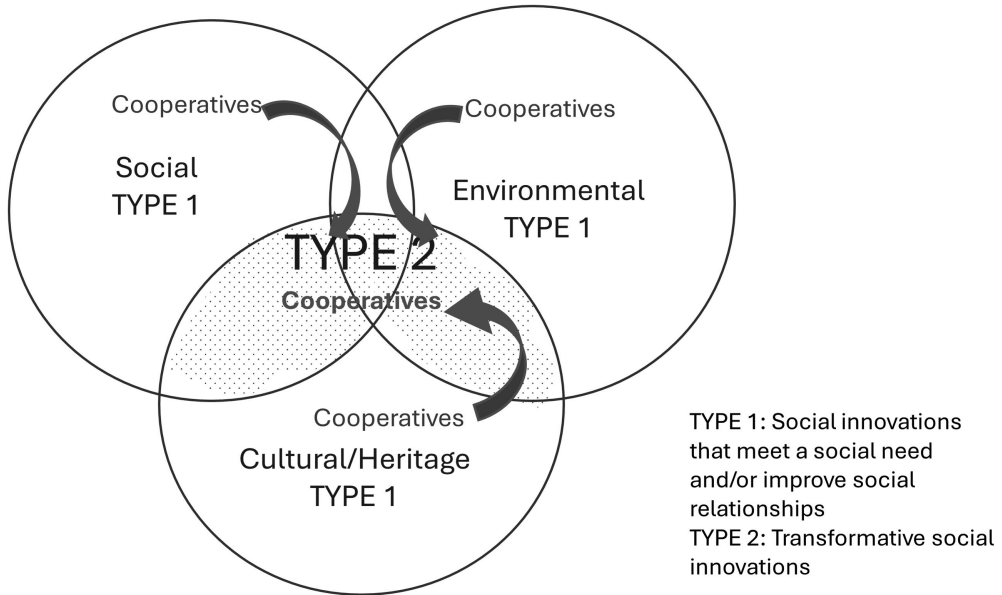 Cooperatives
Cooperatives
Social
TYPE 1
Environmental
TYPE 1
TYPE 2
Cooperatives
Cooperatives
Cultural/Heritage
TYPE 1
TYPE 1: Social innovations
that meet a social need
and/or improve social
relationships
TYPE 2: Transformative social
innovations